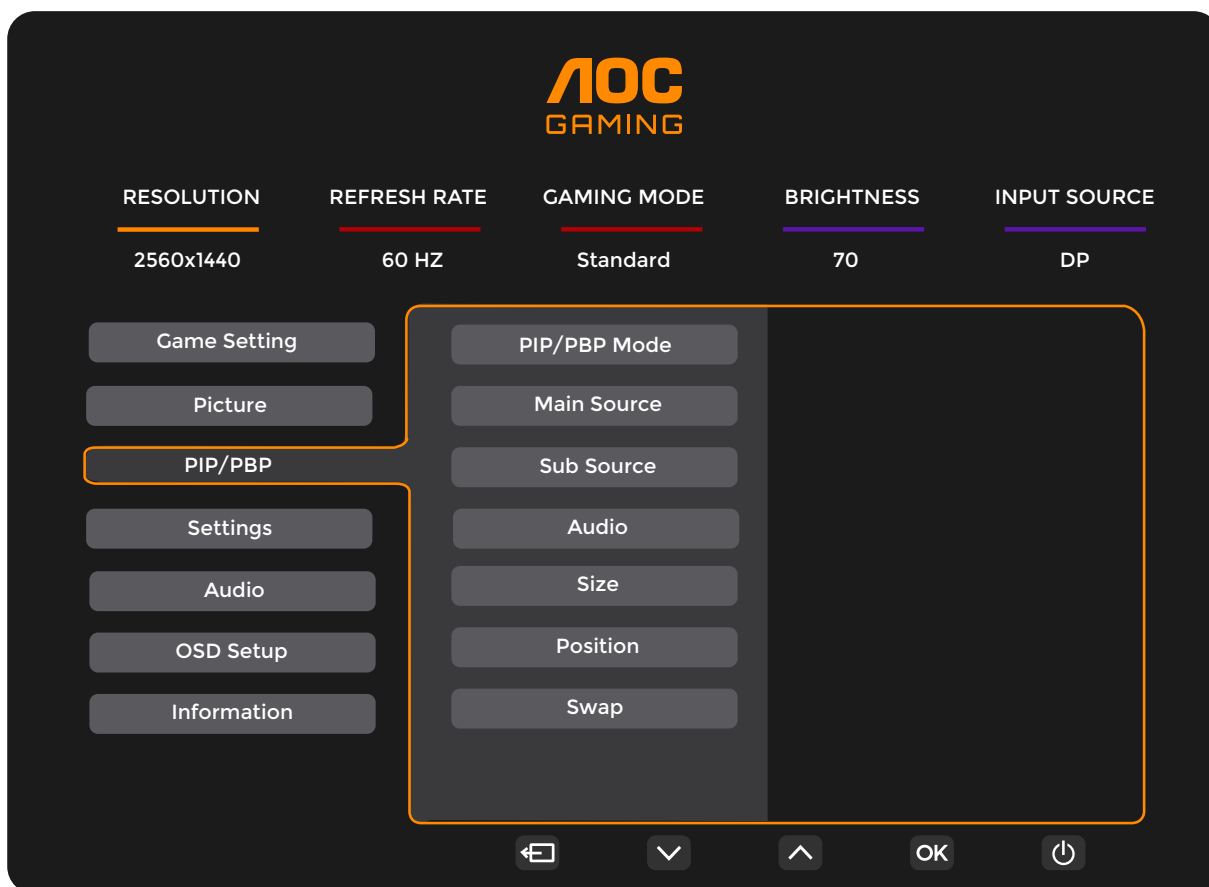 AOC
GAMING
RESOLUTION REFRESH RATE GAMING MODE BRIGHTNESS INPUT SOURCE
2560x1440 60 HZ Standard 70 DP
Game Setting
Picture
PIP/PBP
Settings
Audio
OSD Setup
Information
PIP/PBP Mode
Main Source
Sub Source
Audio
Size
Position
Swap
OK